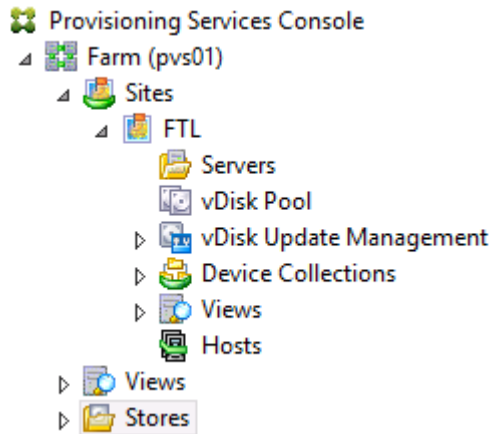 Provisioning Services Console
Farm (pvs01)
Sites
FTL
Servers
vDisk Pool
vDisk Update Management
Device Collections
Views
Hosts
Views
Stores